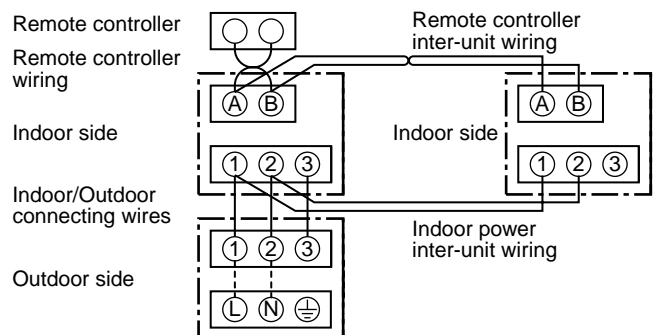 Remote controller
Remote controller
wiring
Remote controller
inter-unit wiring
A B
A B
Indoor side
Indoor side
1 2 3
1 2 3
Indoor/Outdoor
connecting wires
Indoor power
inter-unit wiring
1 2 3
Outdoor side
L N